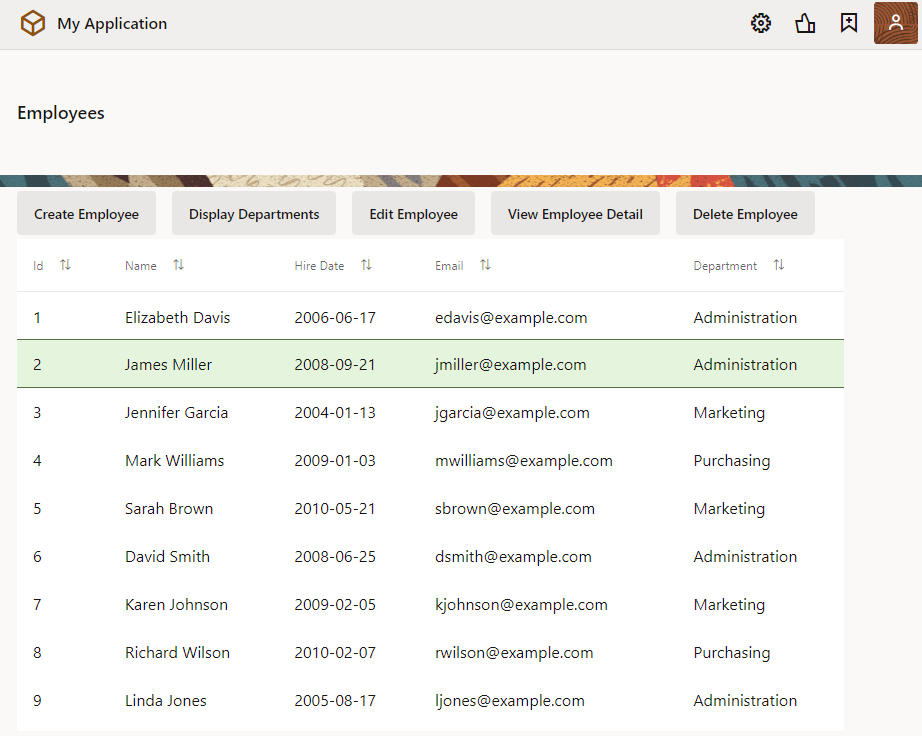 My Application
Employees
Create Employee Display Departments Edit Employee View Employee Detail Delete Employee
Id Name Hire Date Email Department
1 Elizabeth Davis 2006-06-17 edavis@example.com Administration
2 James Miller 2008-09-21 jmiller@example.com Administration
3 Jennifer Garcia 2004-01-13 jgarcia@example.com Marketing
4 Mark Williams 2009-01-03 mwilliams@example.com Purchasing
5 Sarah Brown 2010-05-21 sbrown@example.com Marketing
6 David Smith 2008-06-25 dsmith@example.com Administration
7 Karen Johnson 2009-02-05 kjohnson@example.com Marketing
8 Richard Wilson 2010-02-07 rwilson@example.com Purchasing
9 Linda Jones 2005-08-17 ljones@example.com Administration